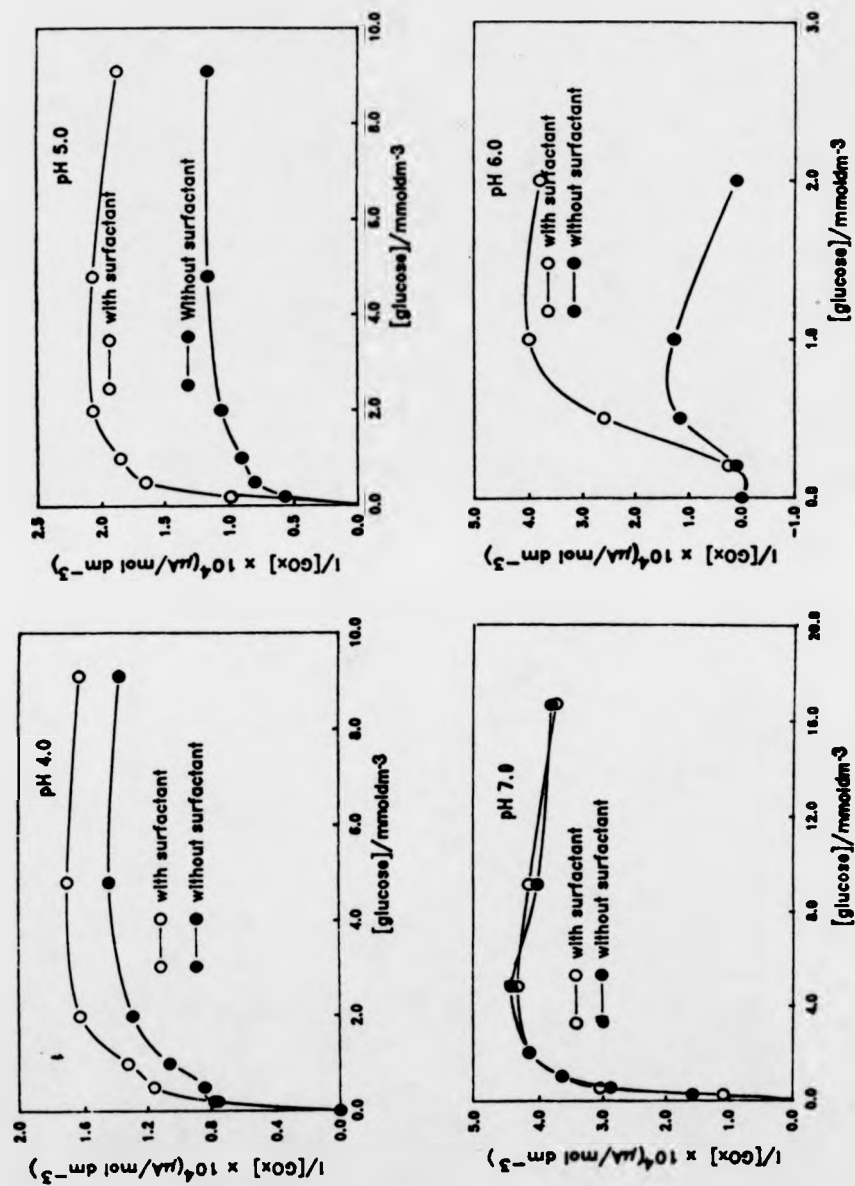 pH 4.0
with surfactant
without surfactant
I/[GOx] x 10⁴(μA/mol dm⁻³)
2.0
1.6
1.2
0.8
0.4
0.0
0.0 2.0 4.0 6.0 8.0 10.0
[glucose]/mmoldm-3
pH 5.0
with surfactant
Without surfactant
I/[GOx] x 10⁴(μA/mol dm⁻³)
2.5
2.0
1.5
1.0
0.5
0.0
0.0 2.0 4.0 6.0 8.0 10.0
[glucose]/mmoldm-3
pH 7.0
with surfactant
without surfactant
I/[GOx] x 10⁴(μA/mol dm⁻³)
5.0
4.0
3.0
2.0
1.0
0.0
0.0 4.0 8.0 12.0 16.0 20.0
[glucose]/mmoldm-3
pH 6.0
with surfactant
without surfactant
I/[GOx] x 10⁴(μA/mol dm⁻³)
5.0
4.0
3.0
2.0
1.0
0.0
-1.0
0.0 1.0 2.0 3.0
[glucose]/mmoldm-3